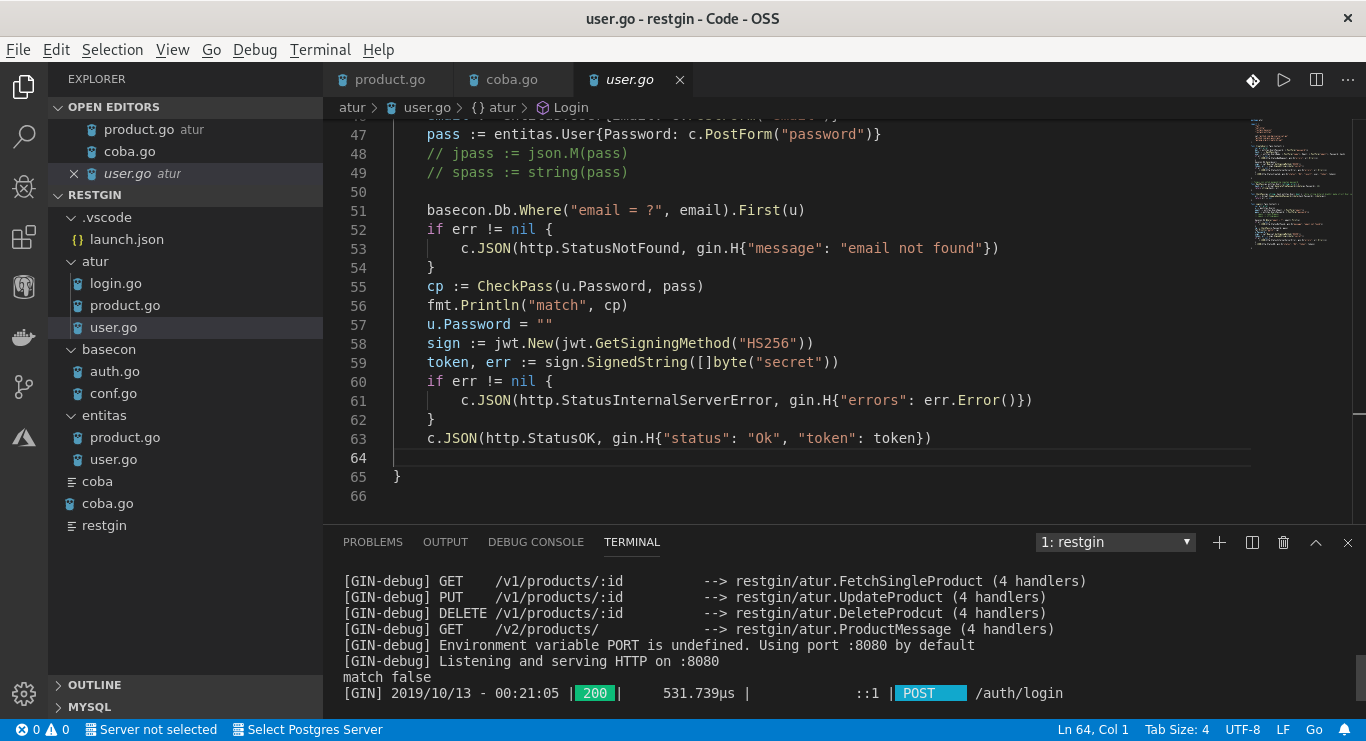 user.go - restgin - Code - OSS
File Edit Selection View Go Debug Terminal Help
EXPLORER
OPEN EDITORS
product.go atur
coba.go
user.go atur
RESTGIN
.vscode
launch.json
atur
login.go
product.go
user.go
basecon
auth.go
conf.go
entitas
product.go
user.go
coba
coba.go
restgin
OUTLINE
MYSQL
product.go coba.go user.go
atur > user.go > {} atur > Login
47 pass := entitas.User{Password: c.PostForm("password")}
48 // jpass := json.M(pass)
49 // spass := string(pass)
50
51 basecon.Db.Where("email = ?", email).First(u)
52 if err != nil {
53 c.JSON(http.StatusNotFound, gin.H{"message": "email not found"})
54 }
55 cp := CheckPass(u.Password, pass)
56 fmt.Println("match", cp)
57 u.Password = ""
58 sign := jwt.New(jwt.GetSigningMethod("HS256"))
59 token, err := sign.SignedString([]byte("secret"))
60 if err != nil {
61 c.JSON(http.StatusInternalServerError, gin.H{"errors": err.Error()})
62 }
63 c.JSON(http.StatusOK, gin.H{"status": "Ok", "token": token})
64
65 }
66
PROBLEMS OUTPUT DEBUG CONSOLE TERMINAL 1: restgin
[GIN-debug] GET /v1/products/:id --> restgin/atur.FetchSingleProduct (4 handlers)
[GIN-debug] PUT /v1/products/:id --> restgin/atur.UpdateProduct (4 handlers)
[GIN-debug] DELETE /v1/products/:id --> restgin/atur.DeleteProdcut (4 handlers)
[GIN-debug] GET /v2/products/ --> restgin/atur.ProductMessage (4 handlers)
[GIN-debug] Environment variable PORT is undefined. Using port :8080 by default
[GIN-debug] Listening and serving HTTP on :8080
match false
[GIN] 2019/10/13 - 00:21:05 | 200 | 531.739µs | ::1 | POST /auth/login
0 0 Server not selected Select Postgres Server Ln 64, Col 1 Tab Size: 4 UTF-8 LF Go